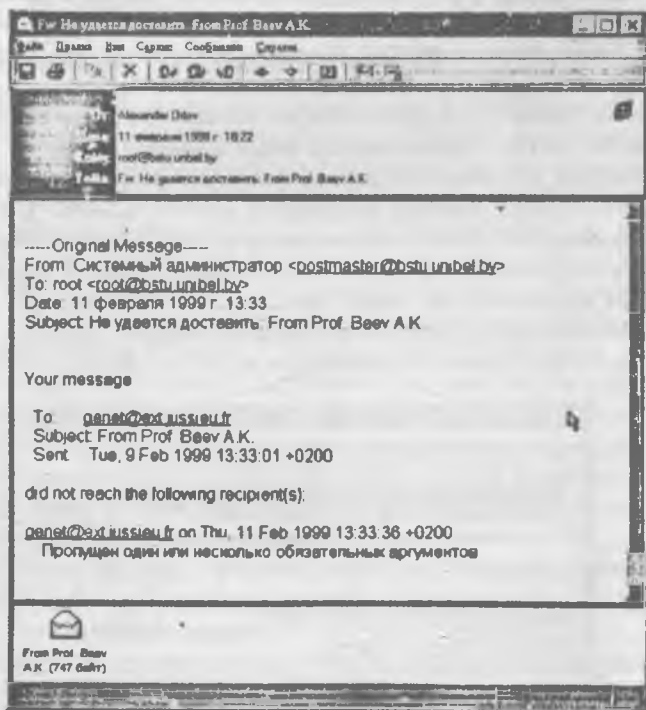 Fw: Не удается доставить: From Prof. Beev A.K.
Файл Правка Вид Сервис Сообщение Справка
11 февраля 1999 г. 18:22
root@bstu.unibel.by
Fw: Не удается доставить: From Prof. Beev A.K.
-----Original Message-----
From: Системный администратор <postmaster@bstu.unibel.by>
To: root <root@bstu.unibel.by>
Date: 11 февраля 1999 г. 13:33
Subject: Не удается доставить: From Prof. Beev A.K.
Your message
To: ganet@ext.jussieu.fr
Subject: From Prof. Beev A.K.
Sent: Tue, 9 Feb 1999 13:33:01 +0200
did not reach the following recipient(s):
ganet@ext.jussieu.fr on Thu, 11 Feb 1999 13:33:36 +0200
Пропущен один или несколько обязательных аргументов
From Prof. Beev
A.K. (747 байт)